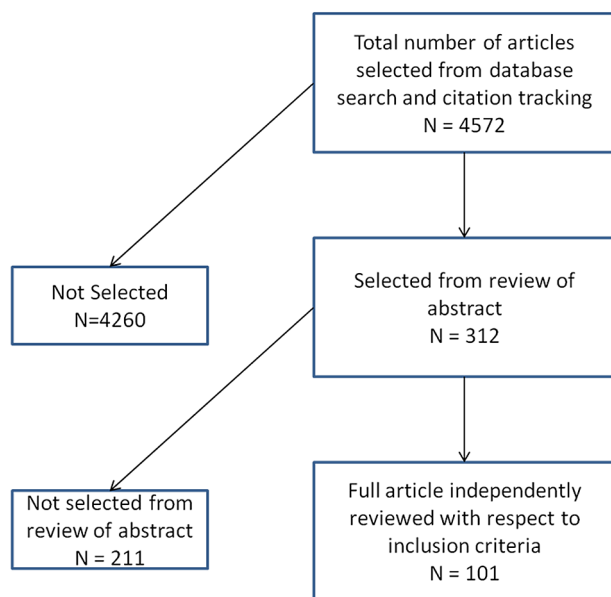 Total number of articles
selected from database
search and citation tracking
N = 4572
Not Selected
N=4260
Selected from review of
abstract
N = 312
Not selected from
review of abstract
N = 211
Full article independently
reviewed with respect to
inclusion criteria
N = 101